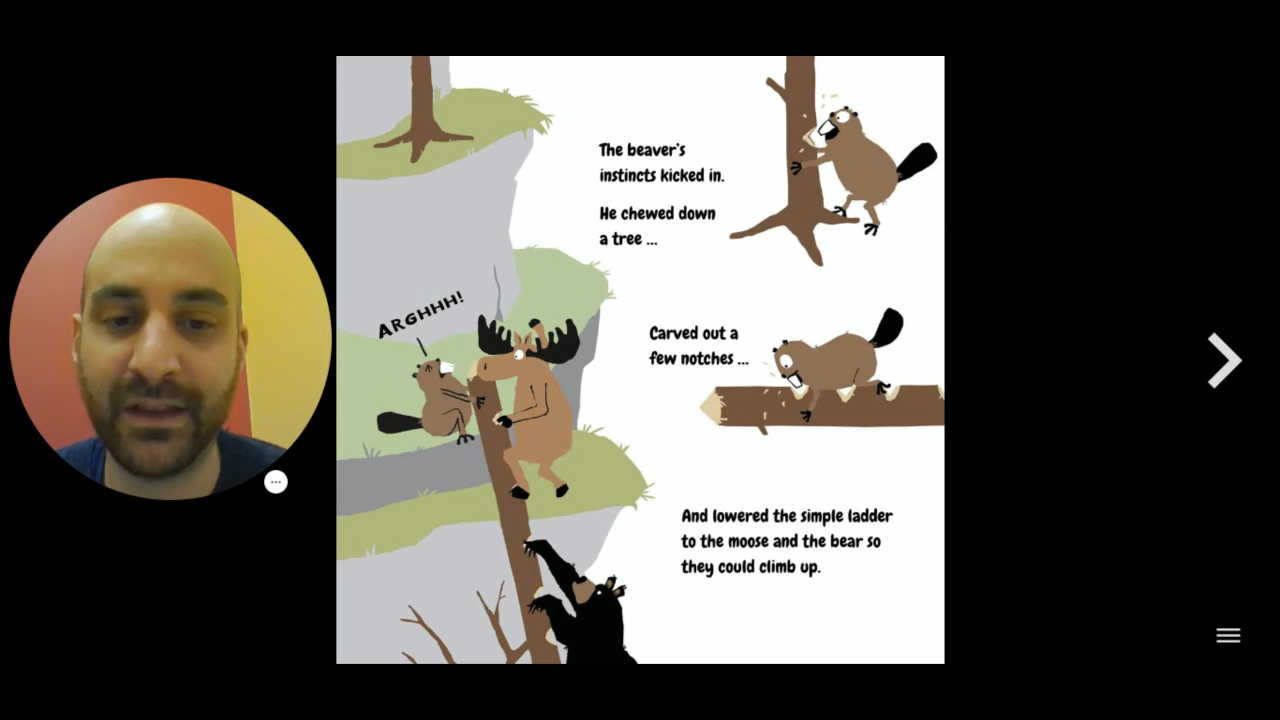 The beaver's
instincts kicked in.
He chewed down
a tree ...
ARGHHH!
Carved out a
few notches ...
And lowered the simple ladder
to the moose and the bear so
they could climb up.